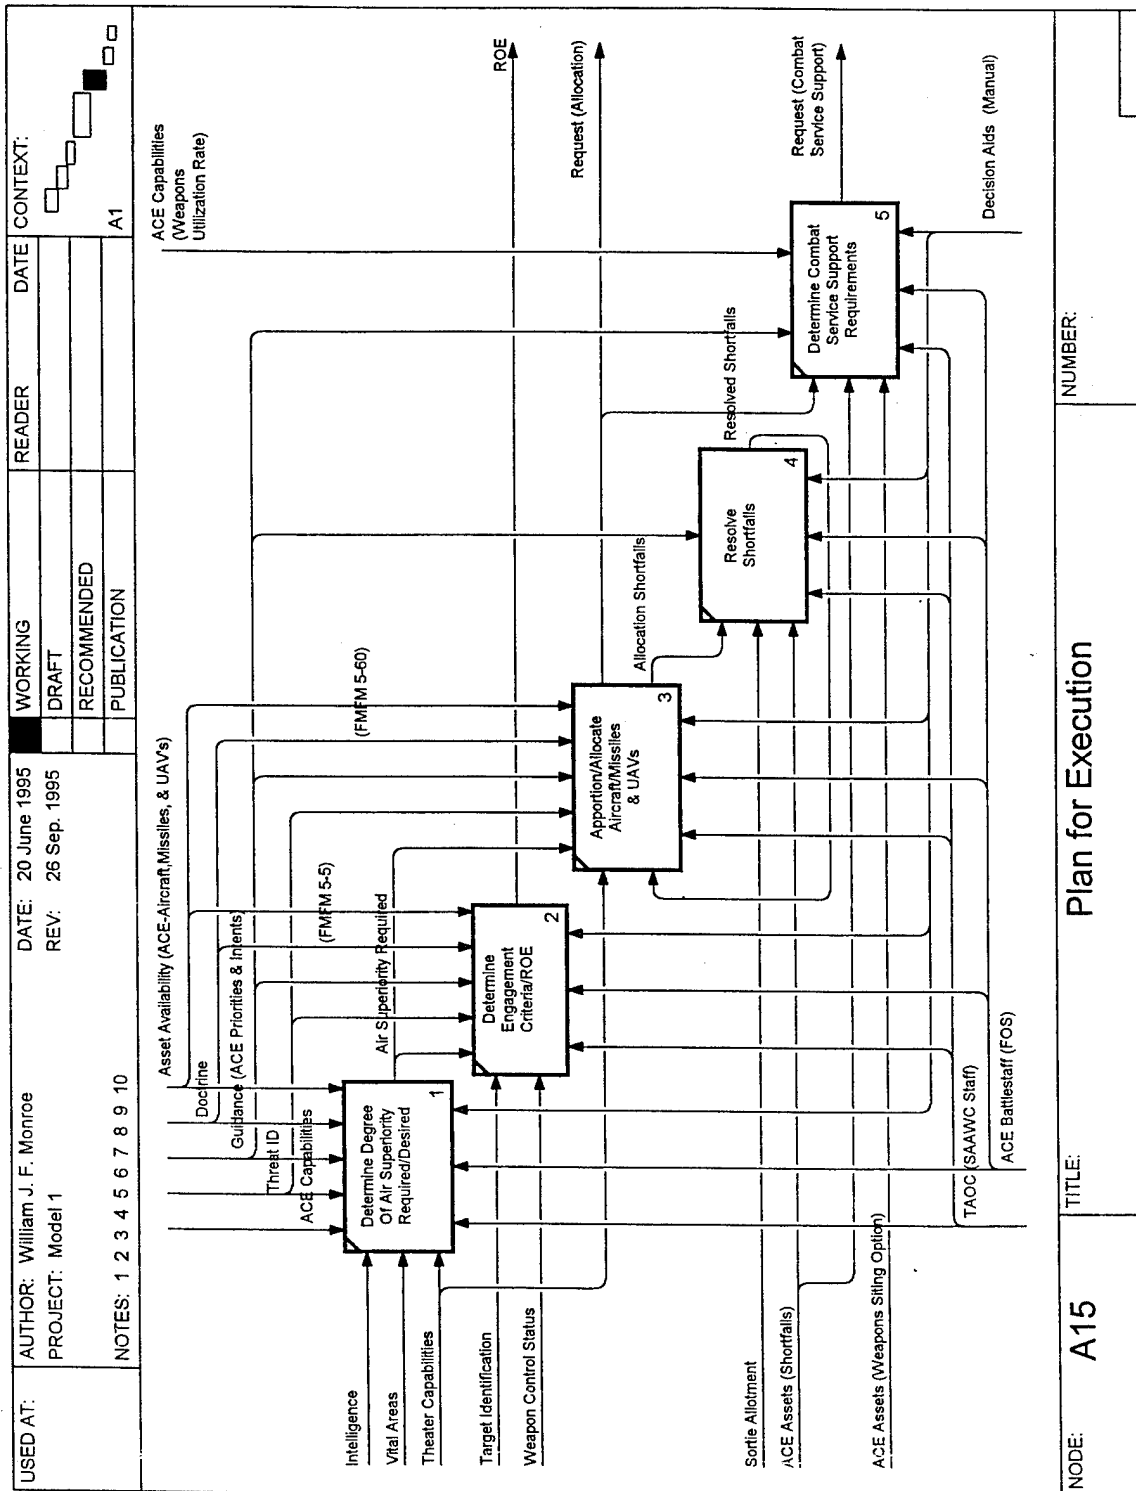 USED AT:
AUTHOR: William J. F. Monroe
PROJECT: Model 1
NOTES: 1 2 3 4 5 6 7 8 9 10
DATE: 20 June 1995
REV: 26 Sep. 1995
WORKING
DRAFT
RECOMMENDED
PUBLICATION
READER
DATE
CONTEXT:
A1
Asset Availability (ACE-Aircraft,Missiles, & UAV's)
Doctrine
Guidance (ACE Priorities & Intents)
Threat ID
ACE Capabilities
(FMFM 5-5)
(FMFM 5-60)
ACE Capabilities
(Weapons
Utilization Rate)
Intelligence
Vital Areas
Theater Capabilities
Target Identification
Weapon Control Status
Sortie Allotment
ACE Assets (Shortfalls)
ACE Assets (Weapons Siting Option)
Determine Degree
Of Air Superiority
Required/Desired
1
Air Superiority Required
Determine
Engagement
Criteria/ROE
2
ROE
Apportion/Allocate
Aircraft/Missiles
& UAVs
3
Request (Allocation)
Allocation Shortfalls
Resolve
Shortfalls
4
Resolved Shortfalls
Determine Combat
Service Support
Requirements
5
Request (Combat
Service Support)
TAOC (SAAWC Staff)
ACE Battlestaff (FOS)
Decision Aids (Manual)
NODE:
A15
TITLE:
Plan for Execution
NUMBER: